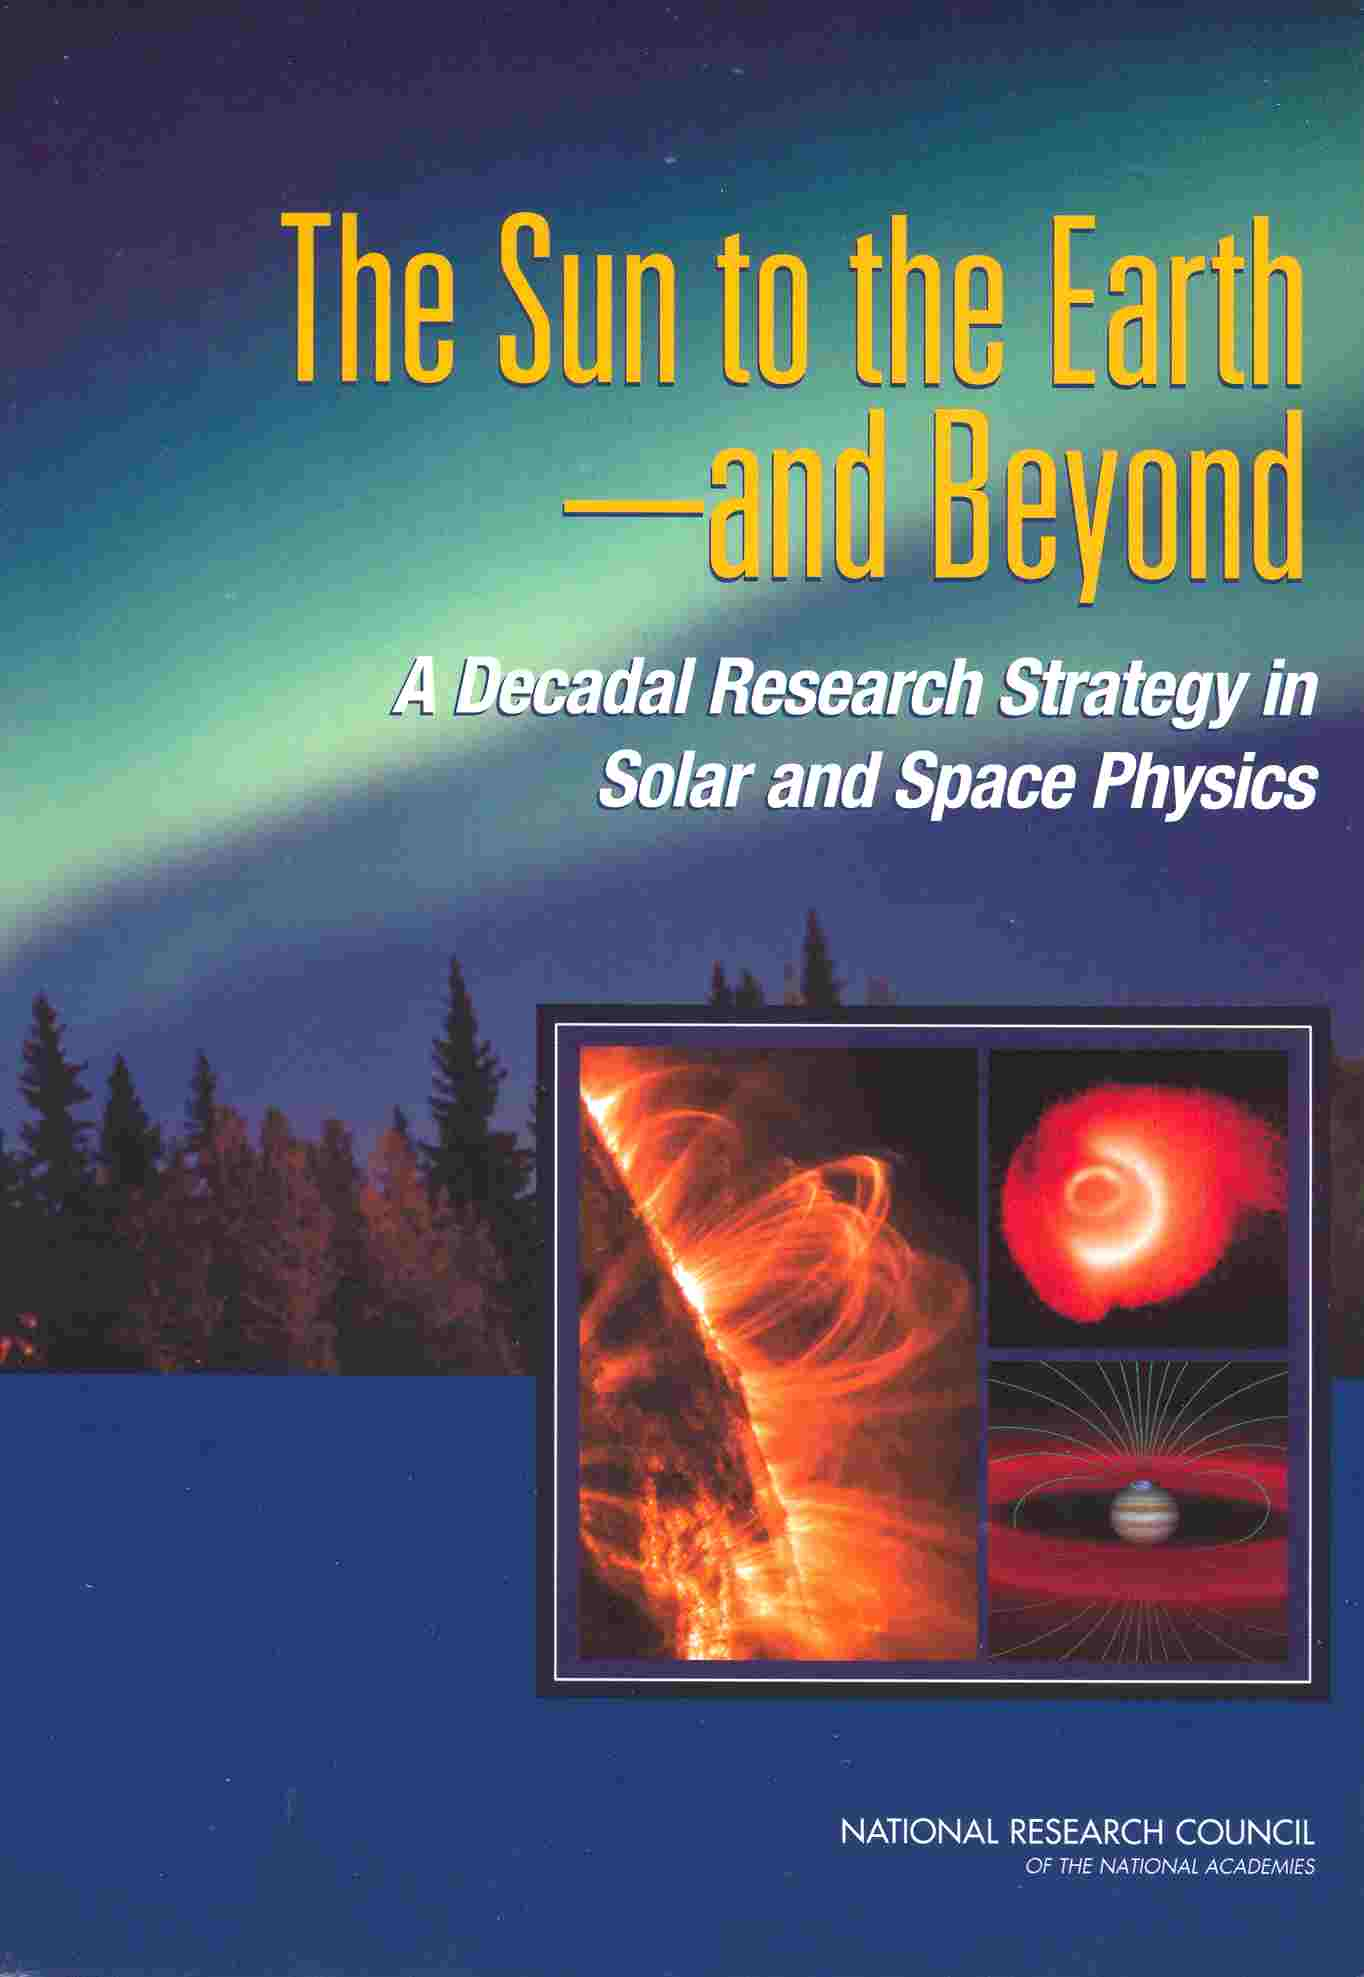 The Sun to the Earth
—and Beyond
A Decadal Research Strategy in
Solar and Space Physics
NATIONAL RESEARCH COUNCIL
OF THE NATIONAL ACADEMIES